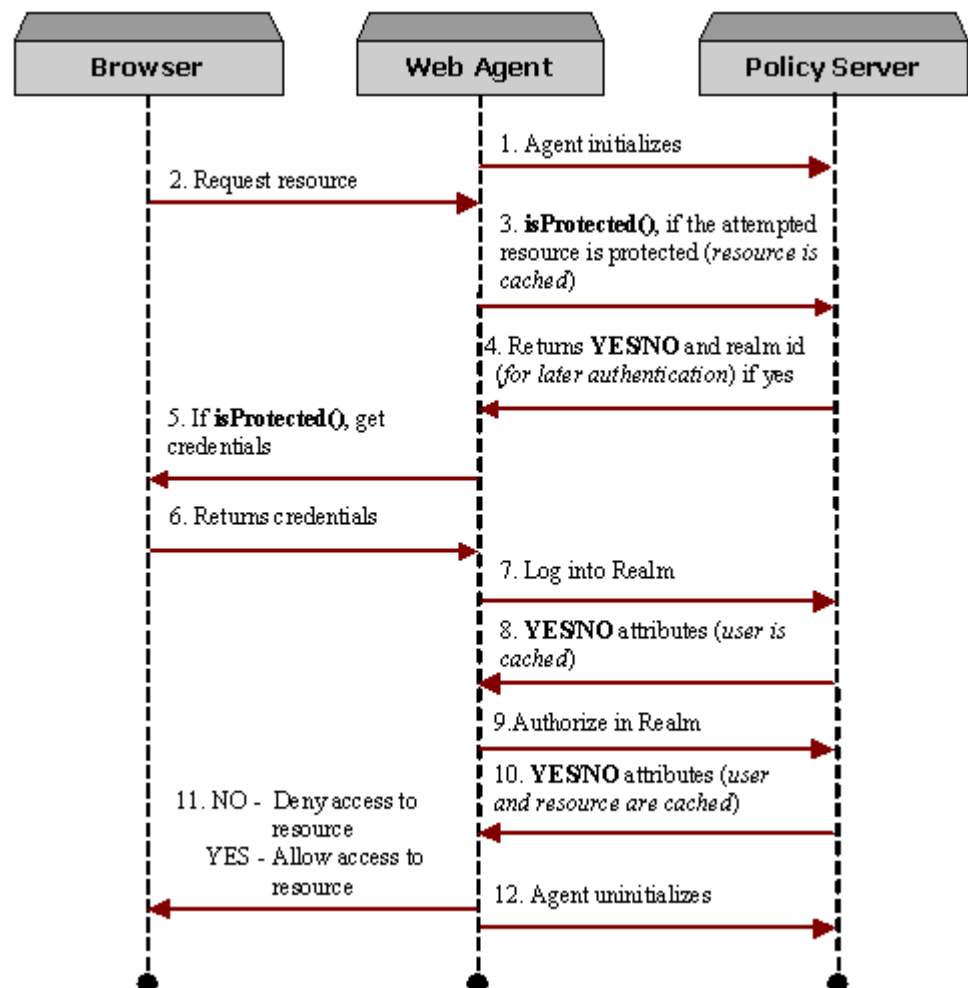 Browser
Web Agent
Policy Server
1. Agent initializes
2. Request resource
3. isProtected(), if the attempted
resource is protected (resource is
cached)
4. Returns YES/NO and realm id
(for later authentication) if yes
5. If isProtected(), get
credentials
6. Returns credentials
7. Log into Realm
8. YES/NO attributes (user is
cached)
9.Authorize in Realm
10. YES/NO attributes (user
and resource are cached)
11. NO - Deny access to
resource
YES - Allow access to
resource
12. Agent uninitializes